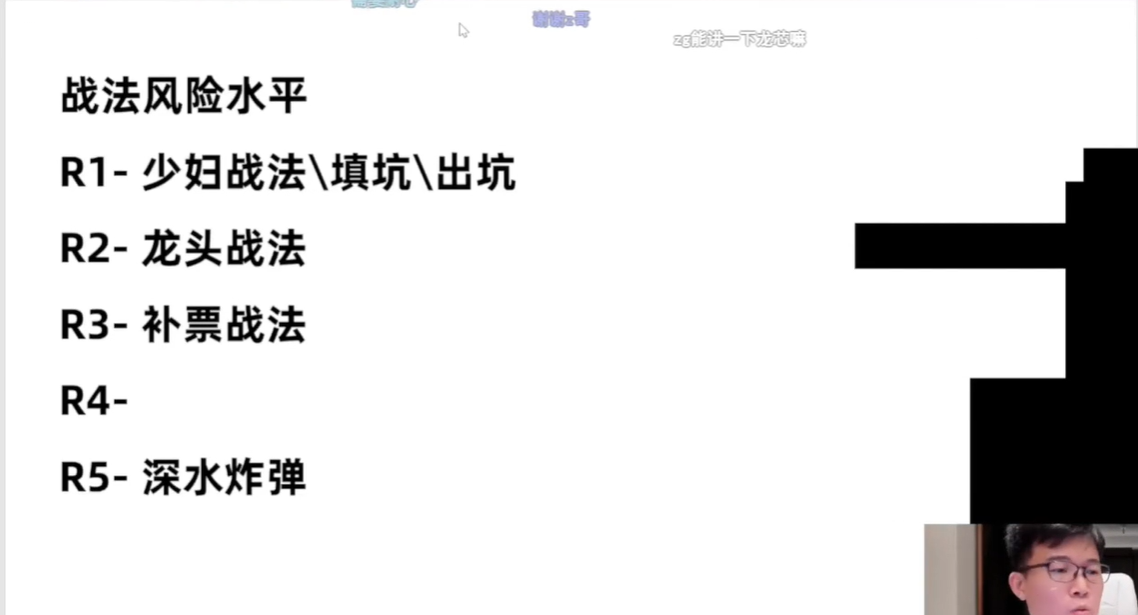 谢谢z哥
zg能讲一下龙芯嘛
战法风险水平
R1- 少妇战法\填坑\出坑
R2- 龙头战法
R3- 补票战法
R4-
R5- 深水炸弹